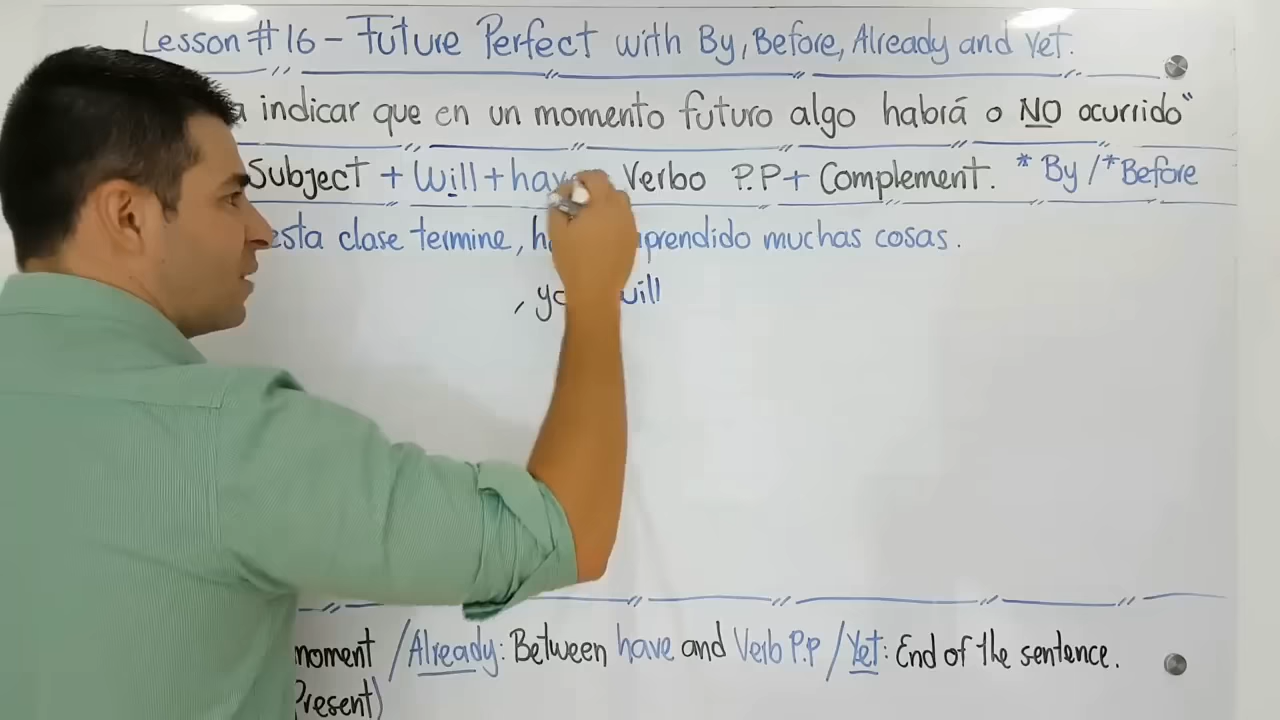 Lesson #16 - Future Perfect with By, Before, Already and Yet.
a indicar que en un momento futuro algo habrá o NO ocurrido"
Subject + Will + have Verbo P.P + Complement. * By / * Before
esta clase termine, muchas cosas.
, will
moment / Already: Between have and Verb P.P / Yet: End of the sentence.
Present)